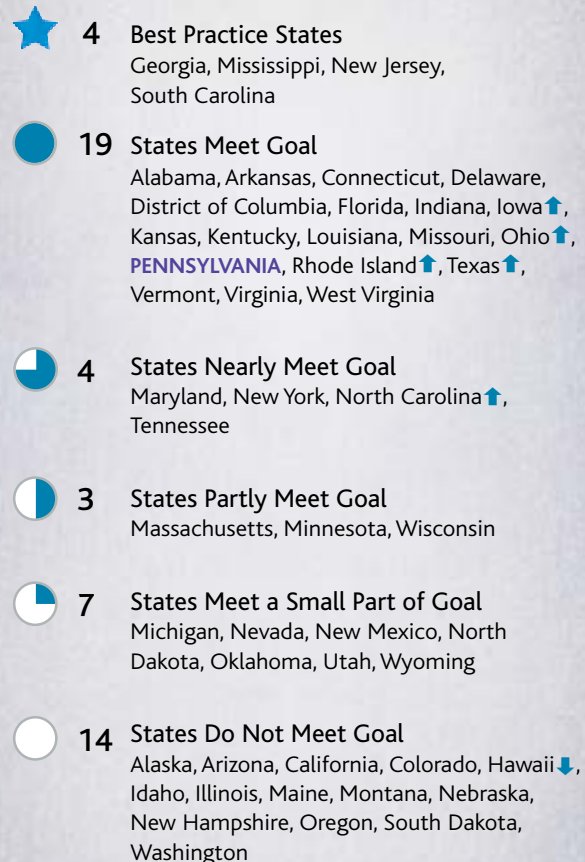 4 Best Practice States
Georgia, Mississippi, New Jersey,
South Carolina
19 States Meet Goal
Alabama, Arkansas, Connecticut, Delaware,
District of Columbia, Florida, Indiana, Iowa⬆,
Kansas, Kentucky, Louisiana, Missouri, Ohio⬆,
PENNSYLVANIA, Rhode Island⬆, Texas⬆,
Vermont, Virginia, West Virginia
4 States Nearly Meet Goal
Maryland, New York, North Carolina⬆,
Tennessee
3 States Partly Meet Goal
Massachusetts, Minnesota, Wisconsin
7 States Meet a Small Part of Goal
Michigan, Nevada, New Mexico, North
Dakota, Oklahoma, Utah, Wyoming
14 States Do Not Meet Goal
Alaska, Arizona, California, Colorado, Hawaii⬇,
Idaho, Illinois, Maine, Montana, Nebraska,
New Hampshire, Oregon, South Dakota,
Washington